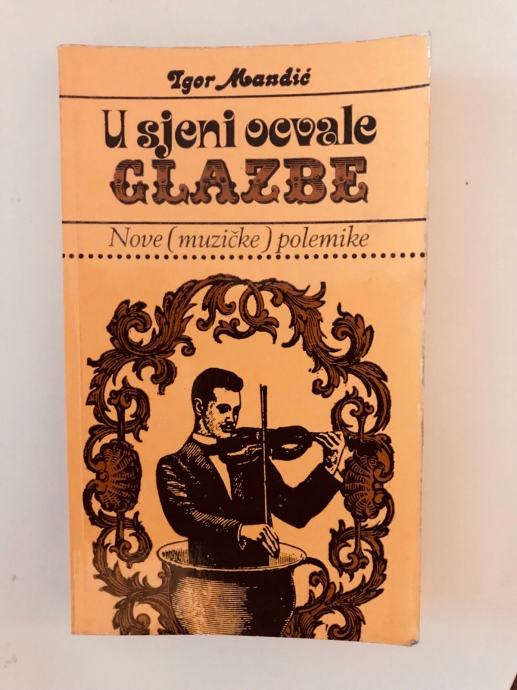 Igor Mandić
U sjeni ocvale
GLAZBE
Nove (muzičke) polemike